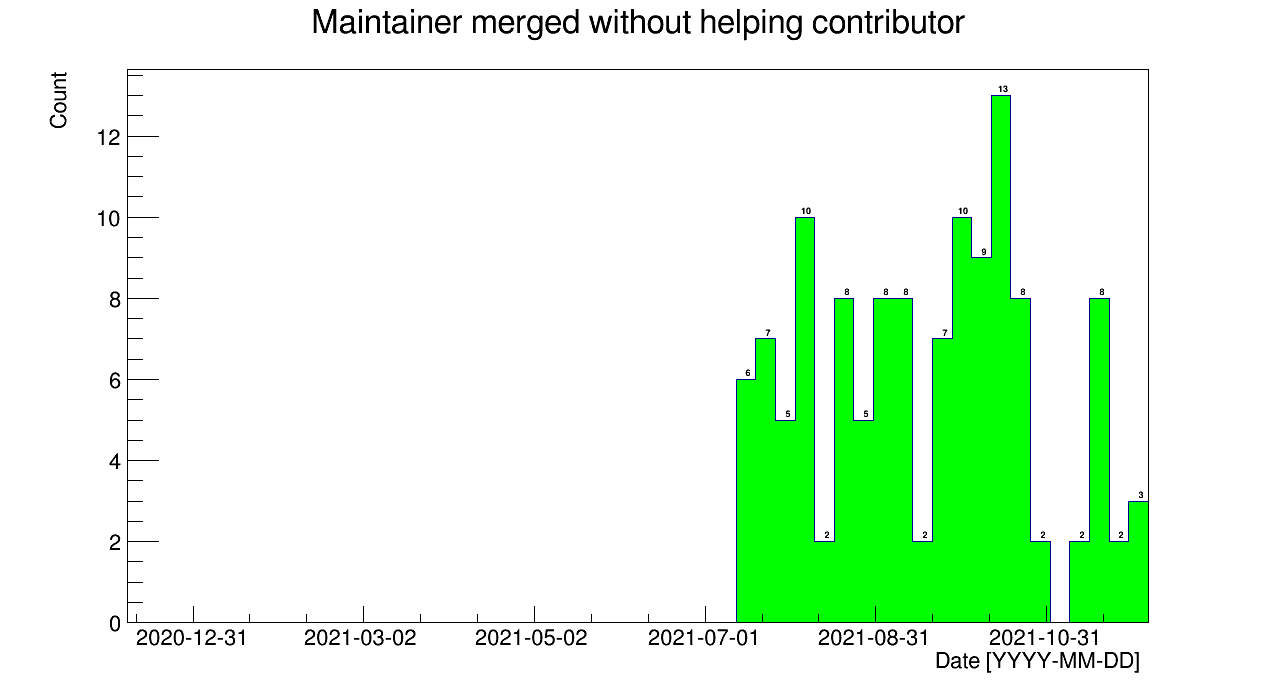 Maintainer merged without helping contributor
Count
12
10
8
6
4
2
0
6 7 5 10 2 8 5 8 8 2 7 10 9 13 8 2 2 8 2 3
2020-12-31 2021-03-02 2021-05-02 2021-07-01 2021-08-31 2021-10-31
Date [YYYY-MM-DD]